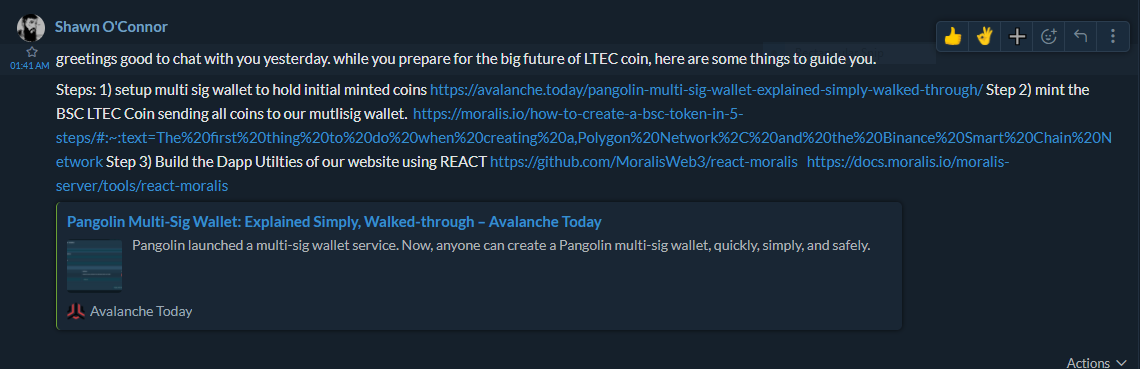 Shawn O'Connor
01:41 AM
greetings good to chat with you yesterday. while you prepare for the big future of LTEC coin, here are some things to guide you.
Steps: 1) setup multi sig wallet to hold initial minted coins https://avalanche.today/pangolin-multi-sig-wallet-explained-simply-walked-through/ Step 2) mint the
BSC LTEC Coin sending all coins to our mutlisig wallet. https://moralis.io/how-to-create-a-bsc-token-in-5-
steps/#:~:text=The%20first%20thing%20to%20do%20when%20creating%20a,Polygon%20Network%2C%20and%20the%20Binance%20Smart%20Chain%20N
etwork Step 3) Build the Dapp Utilties of our website using REACT https://github.com/MoralisWeb3/react-moralis https://docs.moralis.io/moralis-
server/tools/react-moralis
Pangolin Multi-Sig Wallet: Explained Simply, Walked-through – Avalanche Today
Pangolin launched a multi-sig wallet service. Now, anyone can create a Pangolin multi-sig wallet, quickly, simply, and safely.
Avalanche Today
Actions